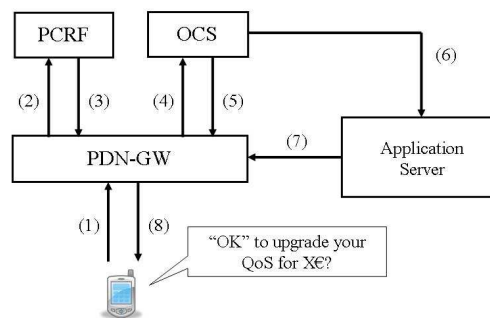 PCRF
OCS
(6)
(2)
(3)
(4)
(5)
PDN-GW
(7)
Application
Server
(1)
(8)
“OK” to upgrade your
QoS for X€?